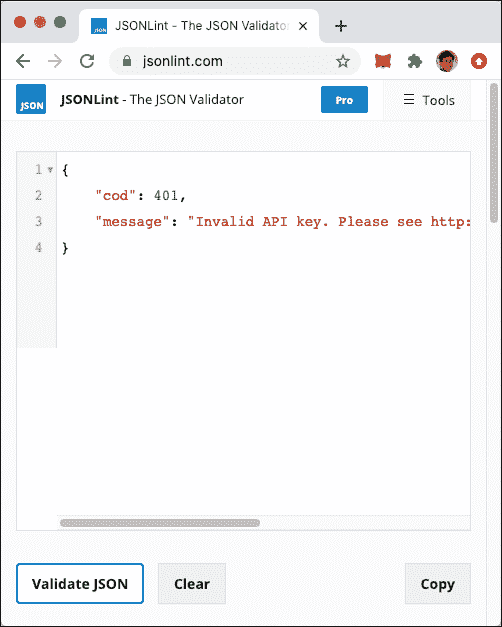 JSONLint - The JSON Validato
jsonlint.com
JSON
JSONLint - The JSON Validator
Pro
Tools
1 {
2 "cod": 401,
3 "message": "Invalid API key. Please see http:
4 }
Validate JSON
Clear
Copy